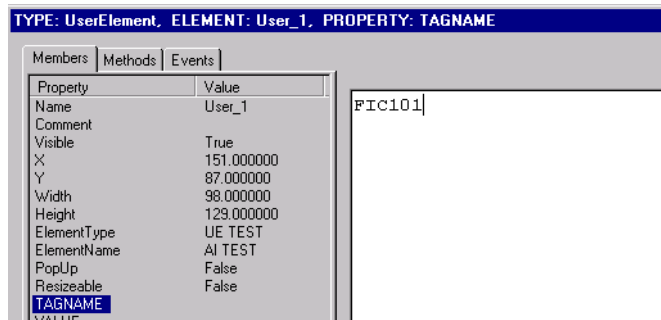 TYPE: UserElement, ELEMENT: User_1, PROPERTY: TAGNAME
Members Methods Events
Property Value
FIC101
Name User_1
Comment
Visible True
X 151.000000
Y 87.000000
Width 98.000000
Height 129.000000
ElementType UE TEST
ElementName AI TEST
PopUp False
Resizeable False
TAGNAME
VALUE